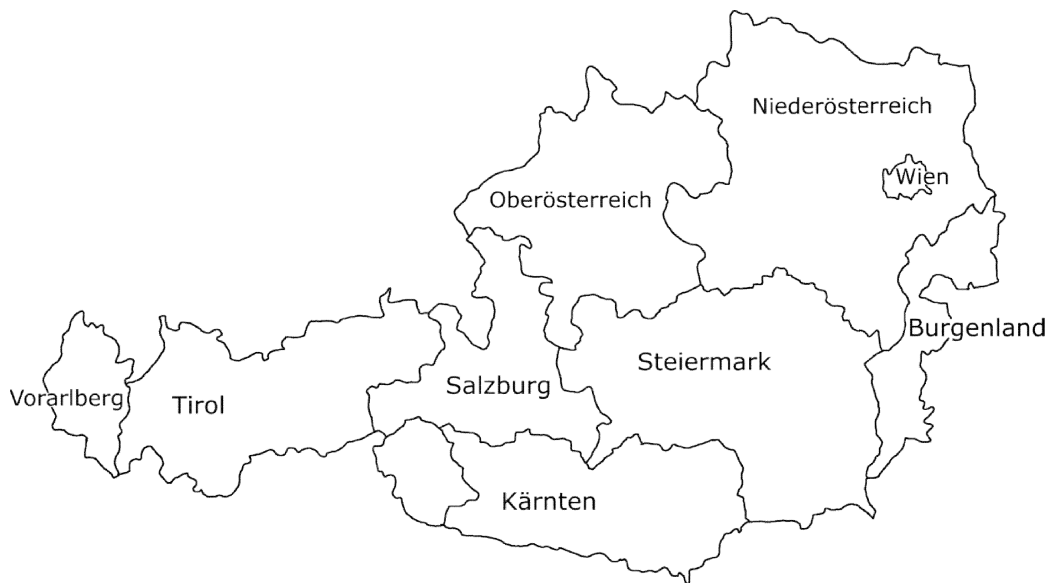 Niederösterreich
Wien
Oberösterreich
Burgenland
Steiermark
Salzburg
Vorarlberg
Tirol
Kärnten